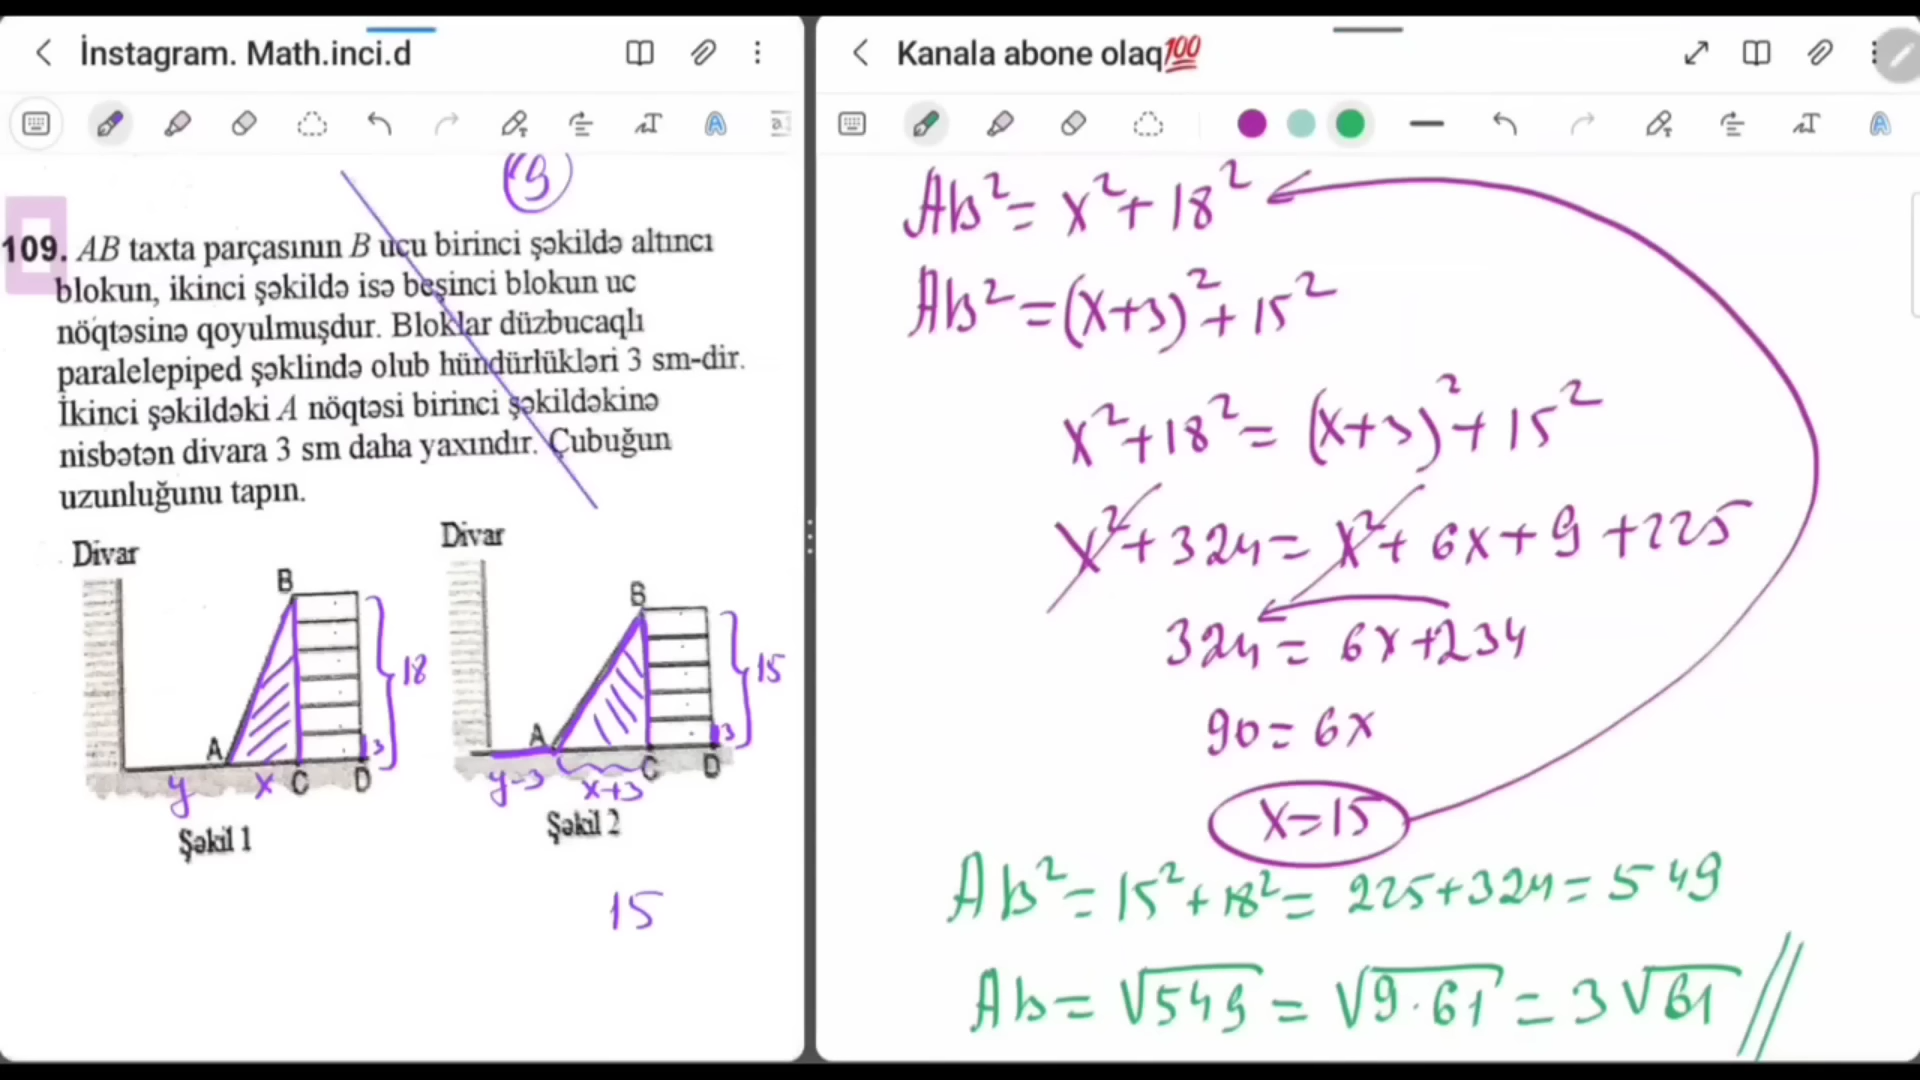 İnstagram. Math.inci.d
109. AB taxta parçasının B ucu birinci şəkildə altıncı
blokun, ikinci şəkildə isə beşinci blokun uc
nöqtəsinə qoyulmuşdur. Bloklar düzbucaqlı
paralelepiped şəklində olub hündürlükləri 3 sm-dir.
İkinci şəkildəki A nöqtəsi birinci şəkildəkinə
nisbətən divara 3 sm daha yaxındır. Çubuğun
uzunluğunu tapın.
Divar
B
18
A
3
y x C D
Şəkil 1
Divar
B
15
A
3
y-3 x+3 C D
Şəkil 2
15
Kanala abone olaq💯
Ab² = x² + 18²
Ab² = (x+3)² + 15²
x² + 18² = (x+3)² + 15²
x² + 324 = x² + 6x + 9 + 225
324 = 6x + 234
90 = 6x
x = 15
Ab² = 15² + 18² = 225 + 324 = 549
Ab = √549 = √9·61 = 3√61 //